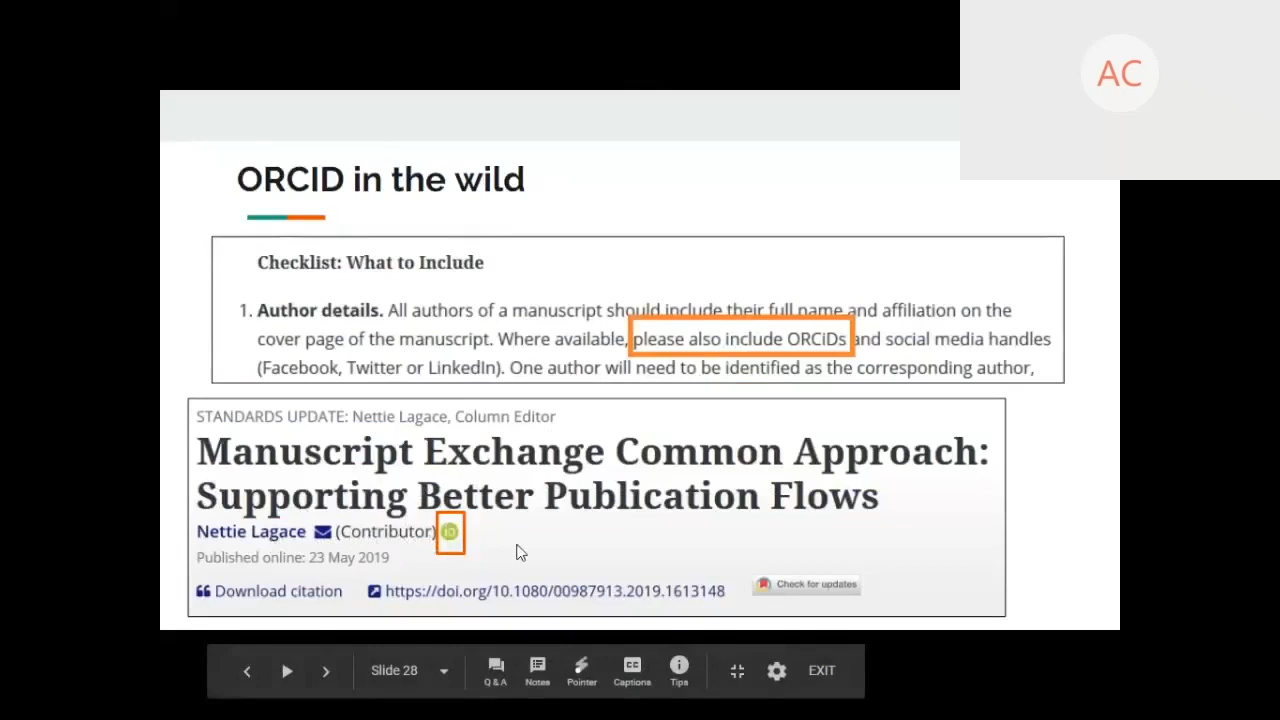 AC
ORCID in the wild
Checklist: What to Include
1. Author details. All authors of a manuscript should include their full name and affiliation on the
cover page of the manuscript. Where available, please also include ORCiDs and social media handles
(Facebook, Twitter or LinkedIn). One author will need to be identified as the corresponding author,
STANDARDS UPDATE: Nettie Lagace, Column Editor
Manuscript Exchange Common Approach:
Supporting Better Publication Flows
Nettie Lagace (Contributor) iD
Published online: 23 May 2019
Download citation https://doi.org/10.1080/00987913.2019.1613148 Check for updates
Slide 28 Q & A Notes Pointer CC Captions Tips EXIT